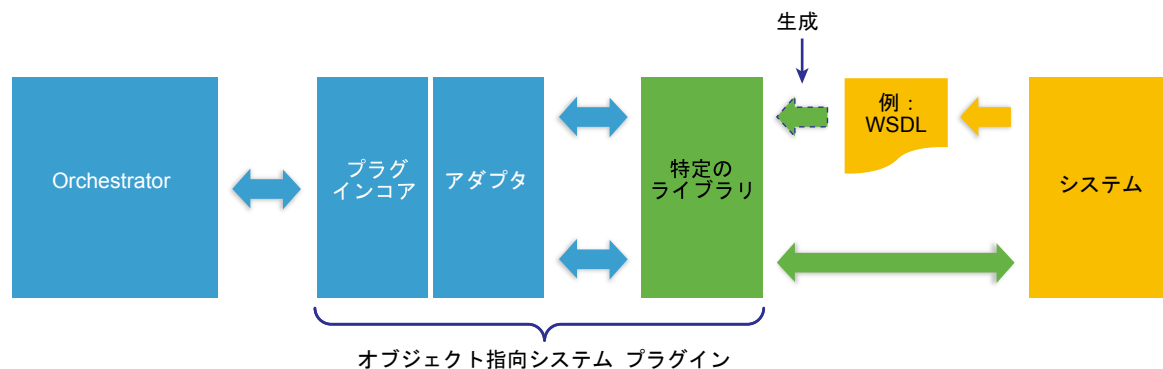 生成
Orchestrator
プラグ
インコア
アダプタ
特定の
ライブラリ
例：
WSDL
システム
オブジェクト指向システム プラグイン